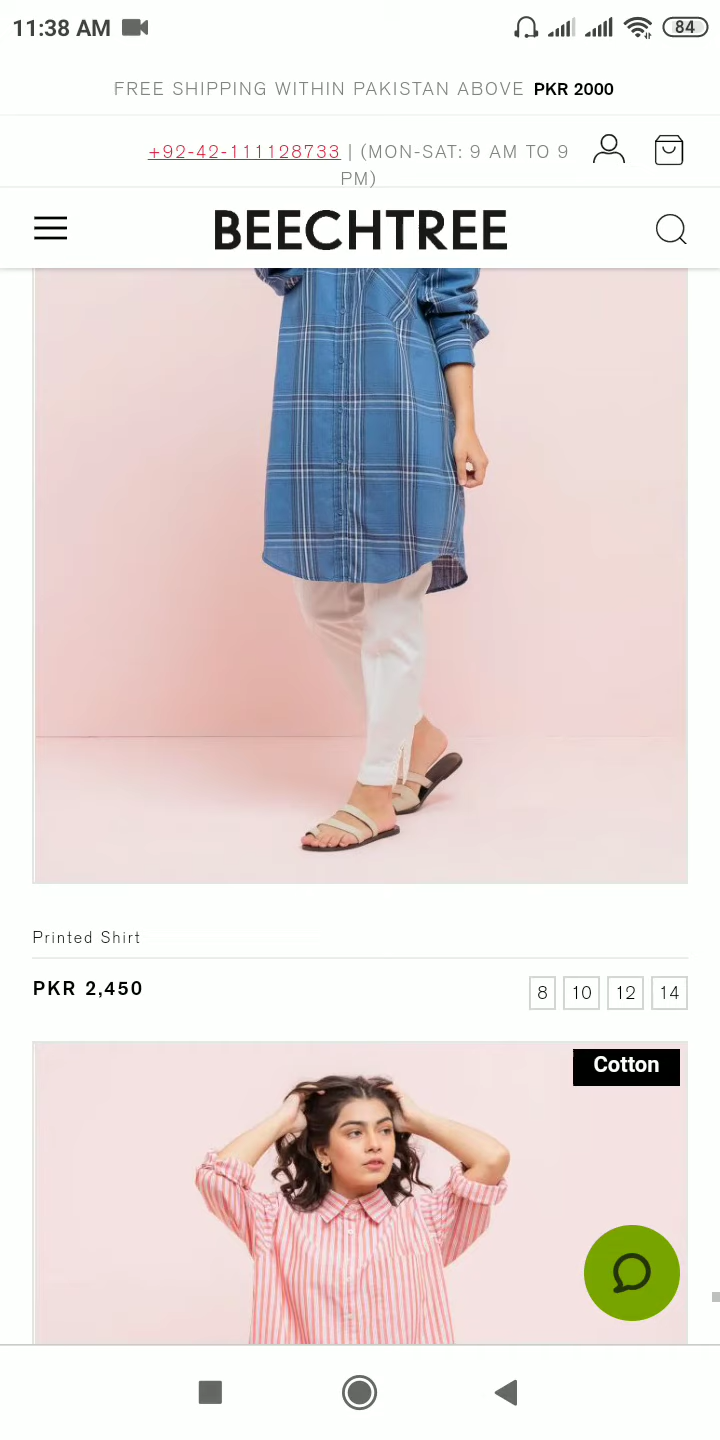 11:38 AM
84
FREE SHIPPING WITHIN PAKISTAN ABOVE PKR 2000
+92-42-111128733 | (MON-SAT: 9 AM TO 9
PM)
BEECHTREE
Printed Shirt
PKR 2,450
8 10 12 14
Cotton